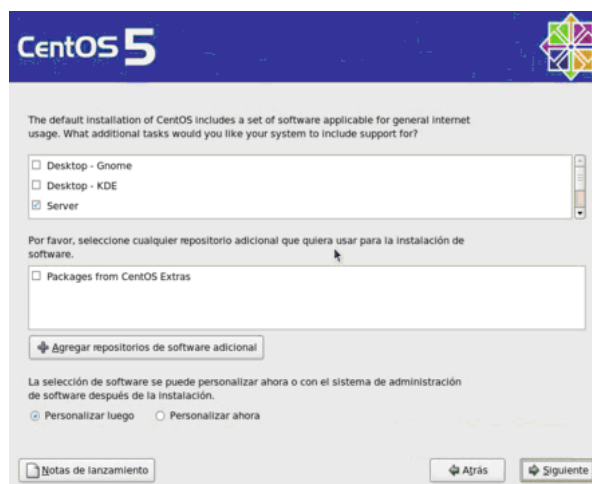 CentOS 5
The default installation of CentOS includes a set of software applicable for general internet
usage. What additional tasks would you like your system to include support for?
Desktop - Gnome
Desktop - KDE
Server
Por favor, seleccione cualquier repositorio adicional que quiera usar para la instalación de
software.
Packages from CentOS Extras
Agregar repositorios de software adicional
La selección de software se puede personalizar ahora o con el sistema de administración
de software después de la instalación.
Personalizar luego Personalizar ahora
Notas de lanzamiento Atrás Siguiente